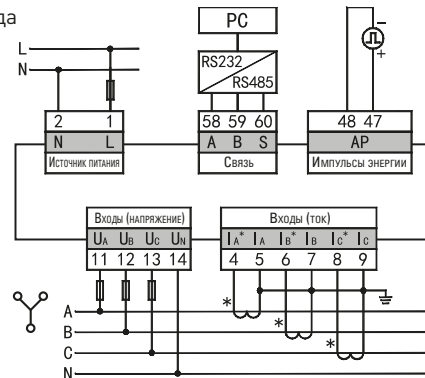 да
PC
RS232
RS485
L
N
−
+
2 1
N L
Источник питания
58 59 60
A B S
Связь
48 47
AP
Импульсы энергии
Входы (напряжение)
UA UB UC UN
11 12 13 14
Входы (ток)
IA* IA IB* IB IC* IC
4 5 6 7 8 9
A
B
C
N
*
*
*